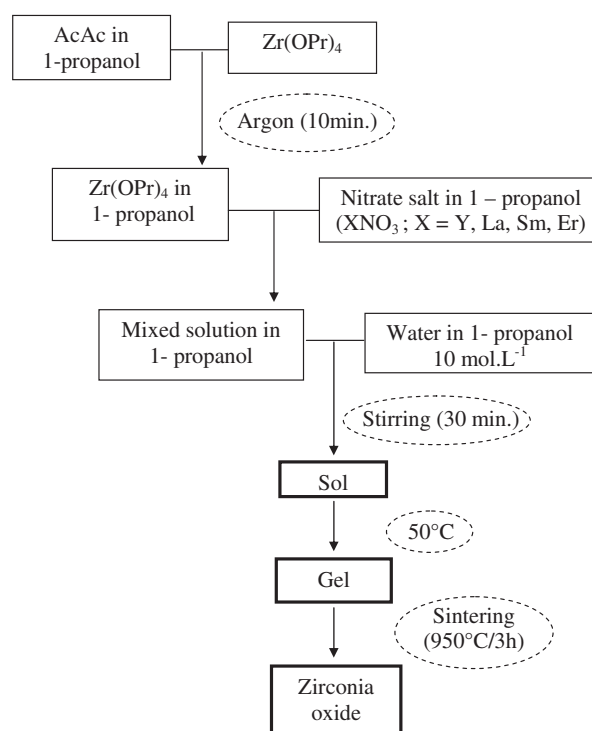 AcAc in
1-propanol
Zr(OPr)₄
Argon (10min.)
Zr(OPr)₄ in
1- propanol
Nitrate salt in 1 – propanol
(XNO₃ ; X = Y, La, Sm, Er)
Mixed solution in
1- propanol
Water in 1- propanol
10 mol.L⁻¹
Stirring (30 min.)
Sol
50°C
Gel
Sintering
(950°C/3h)
Zirconia
oxide